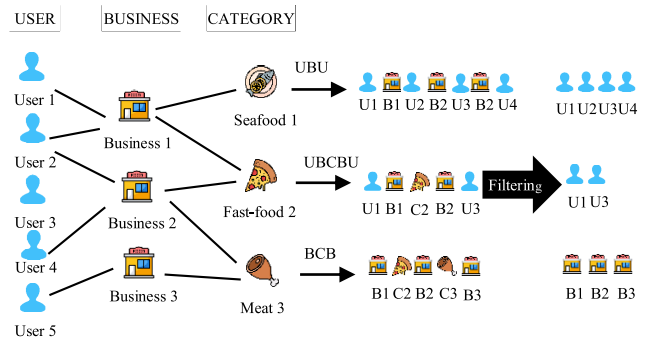 USER BUSINESS CATEGORY
UBU
User 1
Seafood 1
U1 B1 U2 B2 U3 B2 U4
U1 U2 U3 U4
Business 1
User 2
UBCBU
Filtering
User 3
Business 2
Fast-food 2
U1 B1 C2 B2 U3
U1 U3
User 4
BCB
Business 3
Meat 3
B1 C2 B2 C3 B3
B1 B2 B3
User 5